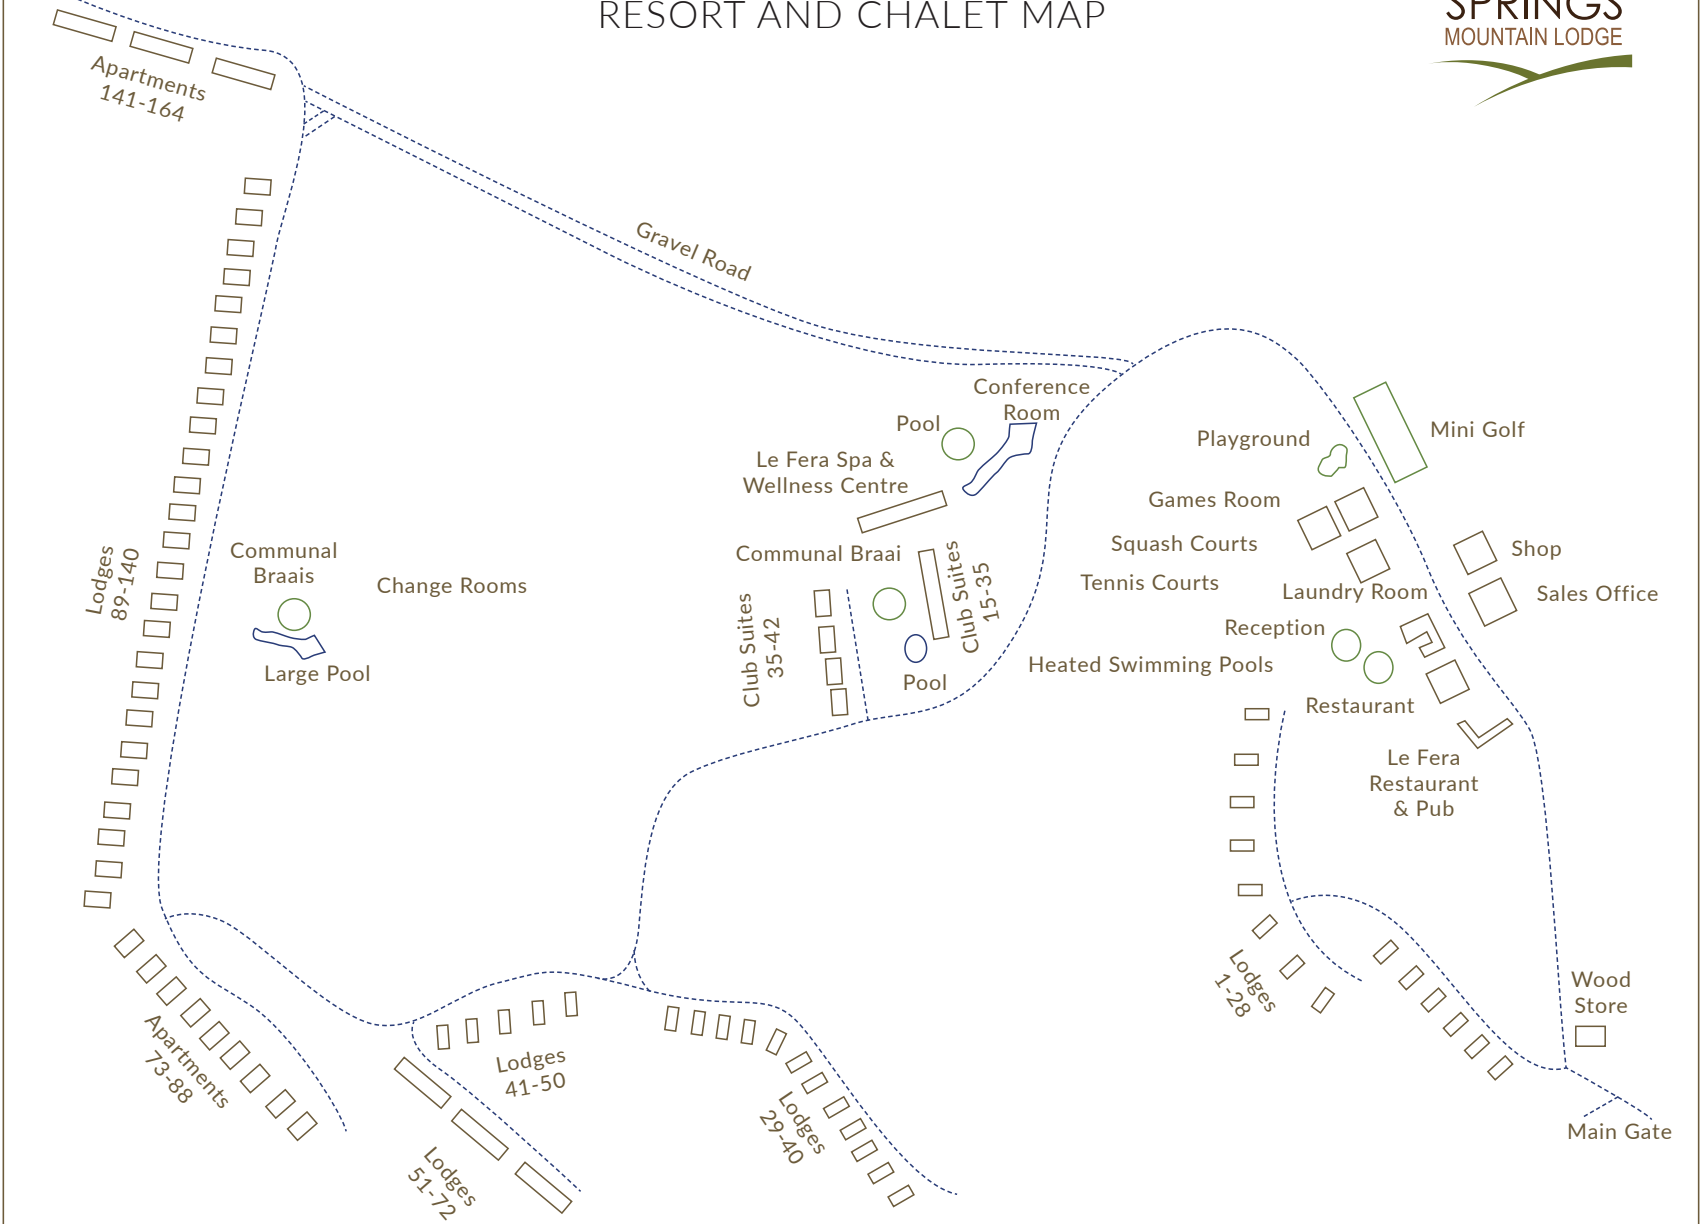 RESORT AND CHALET MAP
SPRINGS
MOUNTAIN LODGE
Apartments
141-164
Gravel Road
Conference
Room
Pool
Le Fera Spa &
Wellness Centre
Communal Braai
Club Suites
15-35
Club Suites
35-42
Pool
Playground
Mini Golf
Games Room
Squash Courts
Tennis Courts
Laundry Room
Shop
Sales Office
Reception
Heated Swimming Pools
Restaurant
Le Fera
Restaurant
& Pub
Lodges
89-140
Communal
Braais
Change Rooms
Large Pool
Lodges
1-28
Wood
Store
Main Gate
Apartments
73-88
Lodges
41-50
Lodges
29-40
Lodges
51-72